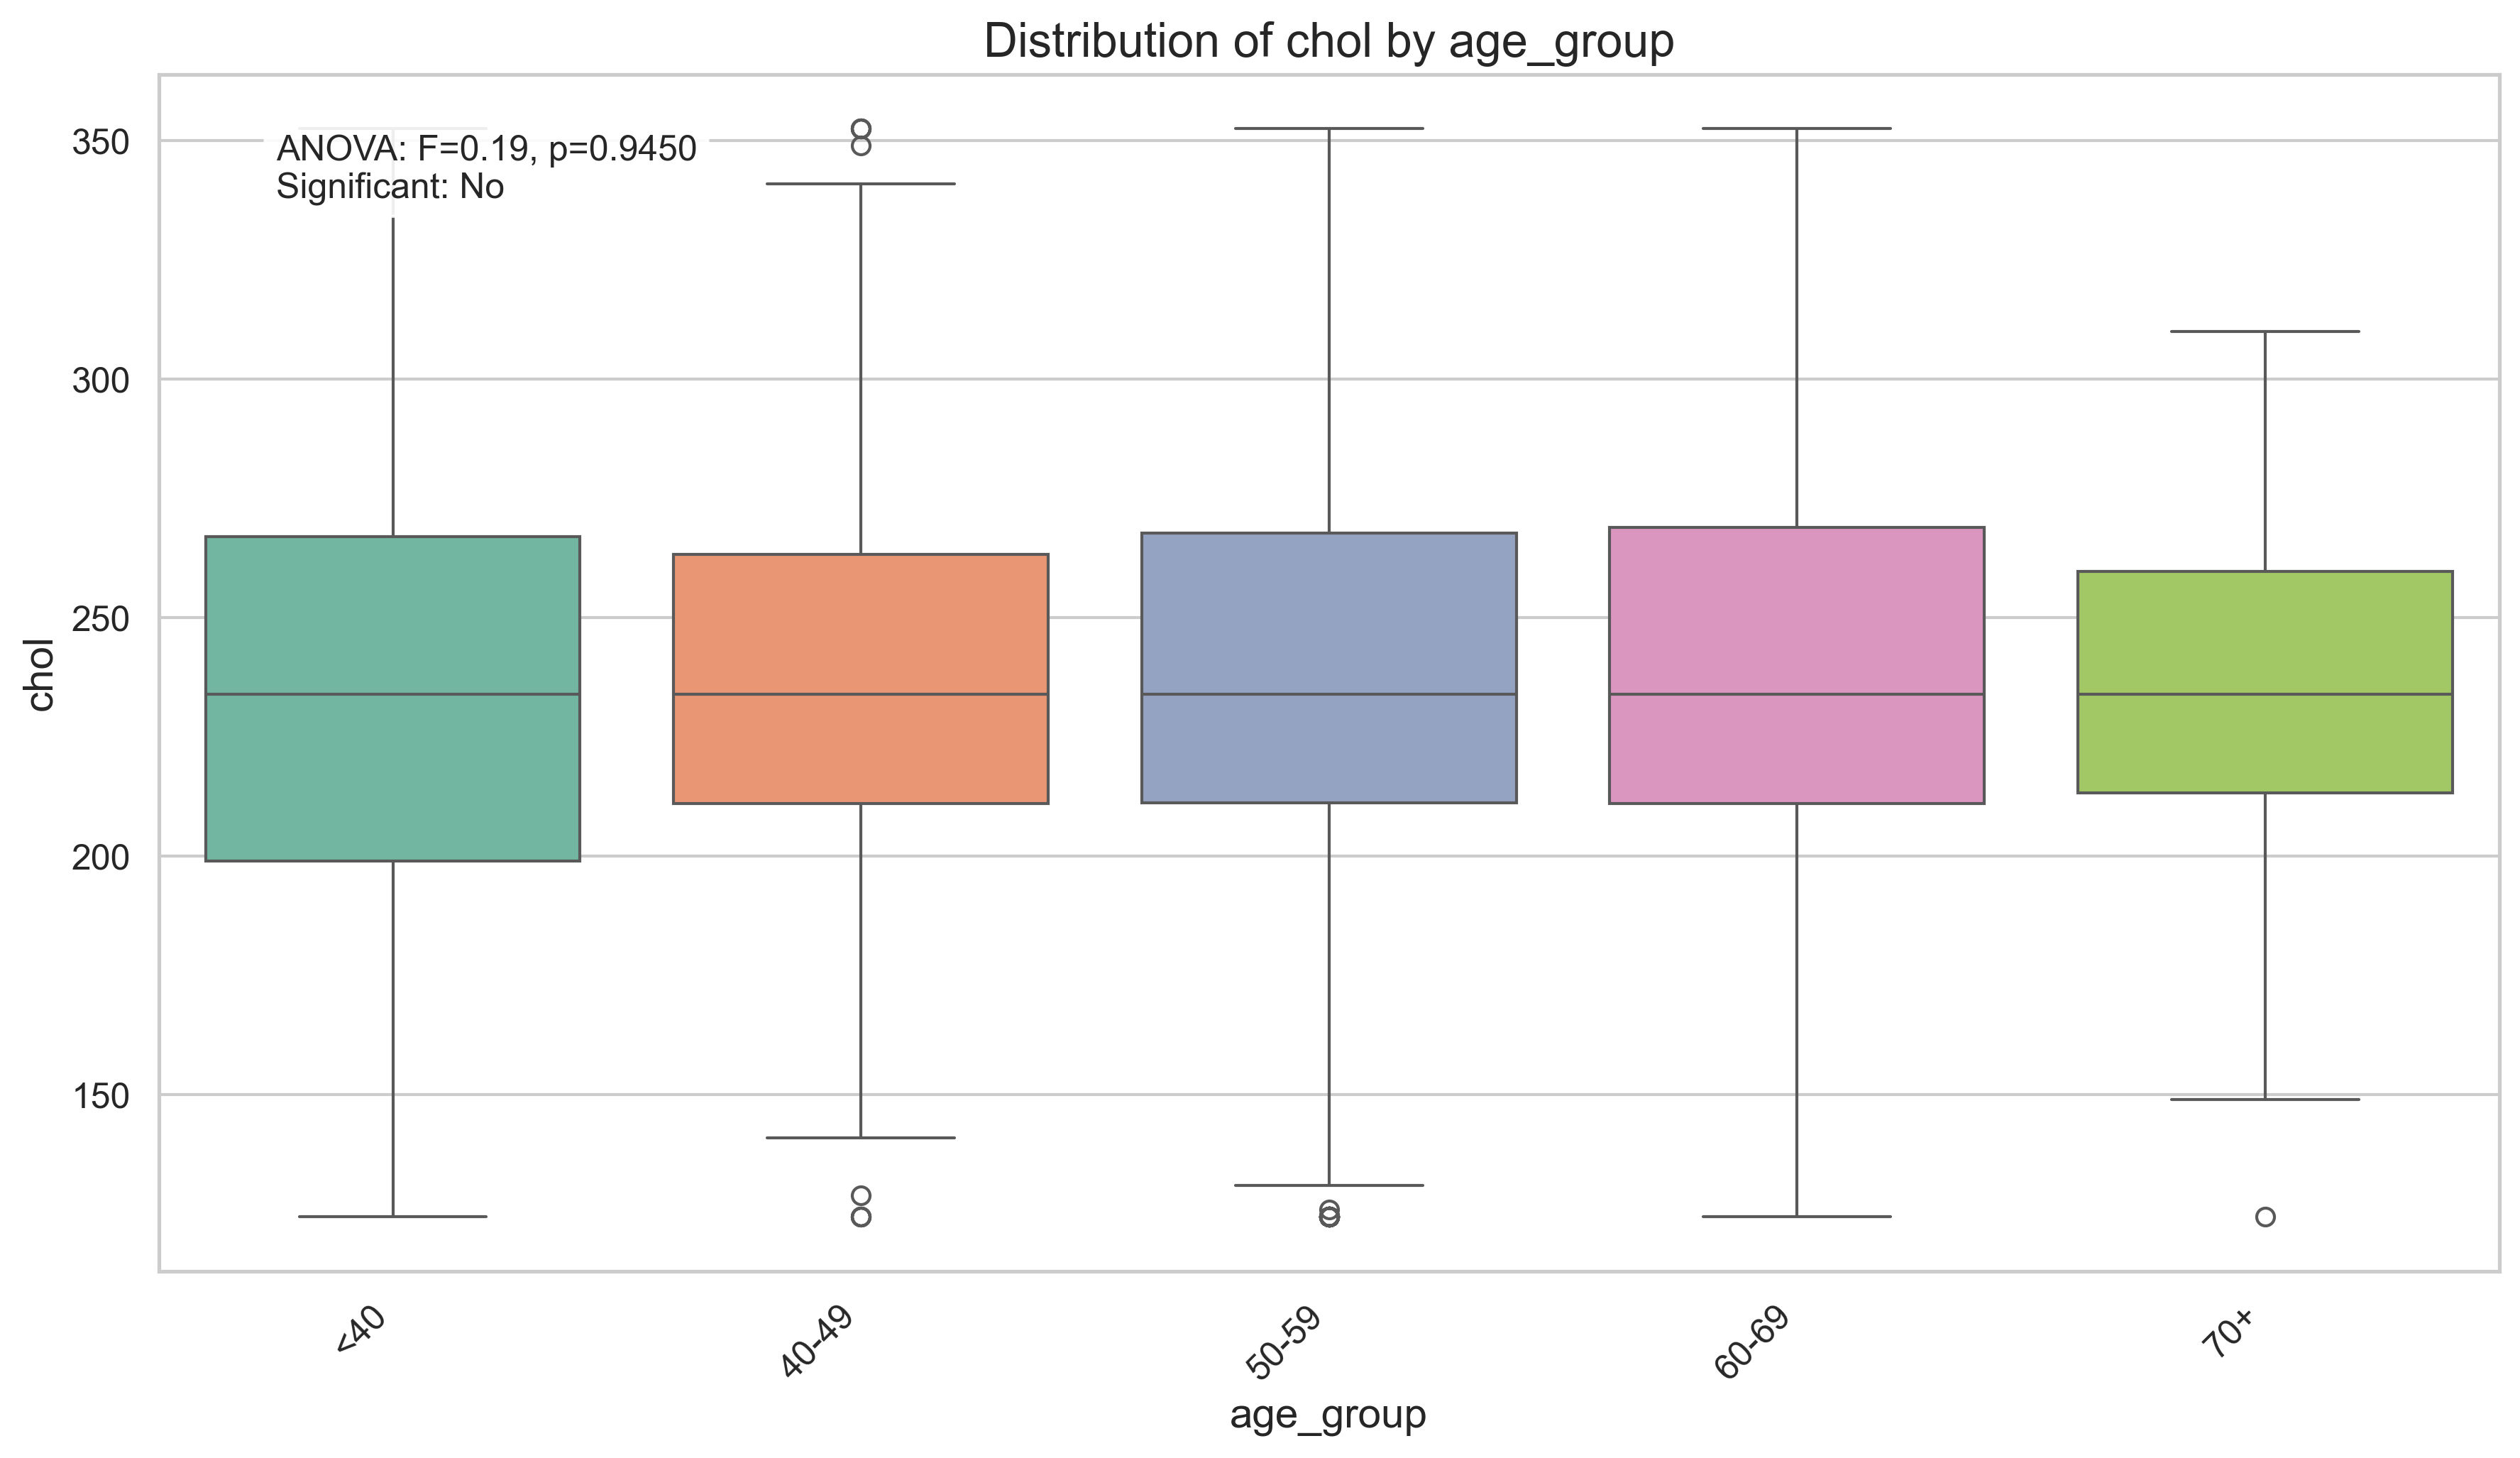 Distribution of chol by age_group
ANOVA: F=0.19, p=0.9450
Significant: No
350
300
250
200
150
chol
<40
40-49
50-59
60-69
70+
age_group